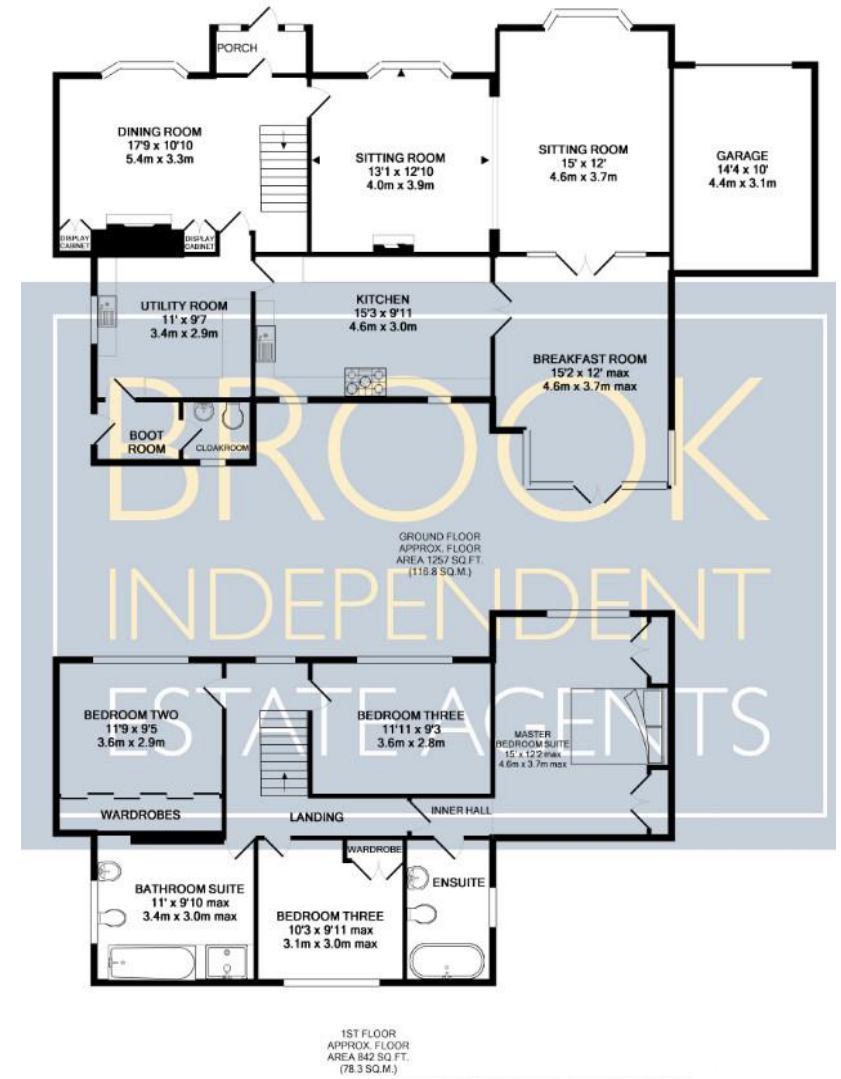 PORCH
DINING ROOM
17'9 x 10'10
5.4m x 3.3m
SITTING ROOM
13'1 x 12'10
4.0m x 3.9m
SITTING ROOM
15' x 12'
4.6m x 3.7m
GARAGE
14'4 x 10'
4.4m x 3.1m
DISPLAY
CABINET
DISPLAY
CABINET
UTILITY ROOM
11' x 9'7
3.4m x 2.9m
KITCHEN
15'3 x 9'11
4.6m x 3.0m
BREAKFAST ROOM
15'2 x 12' max
4.6m x 3.7m max
BOOT
ROOM
CLOAKROOM
BROOK
INDEPENDENT
ESTATE AGENTS
GROUND FLOOR
APPROX. FLOOR
AREA 1257 SQ.FT.
(116.8 SQ.M.)
BEDROOM TWO
11'9 x 9'5
3.6m x 2.9m
WARDROBES
BEDROOM THREE
11'11 x 9'3
3.6m x 2.8m
MASTER
BEDROOM SUITE
15' x 12'2 max
4.6m x 3.7m max
LANDING
INNER HALL
BATHROOM SUITE
11' x 9'10 max
3.4m x 3.0m max
WARDROBE
BEDROOM THREE
10'3 x 9'11 max
3.1m x 3.0m max
ENSUITE
1ST FLOOR
APPROX. FLOOR
AREA 842 SQ.FT.
(78.3 SQ.M.)